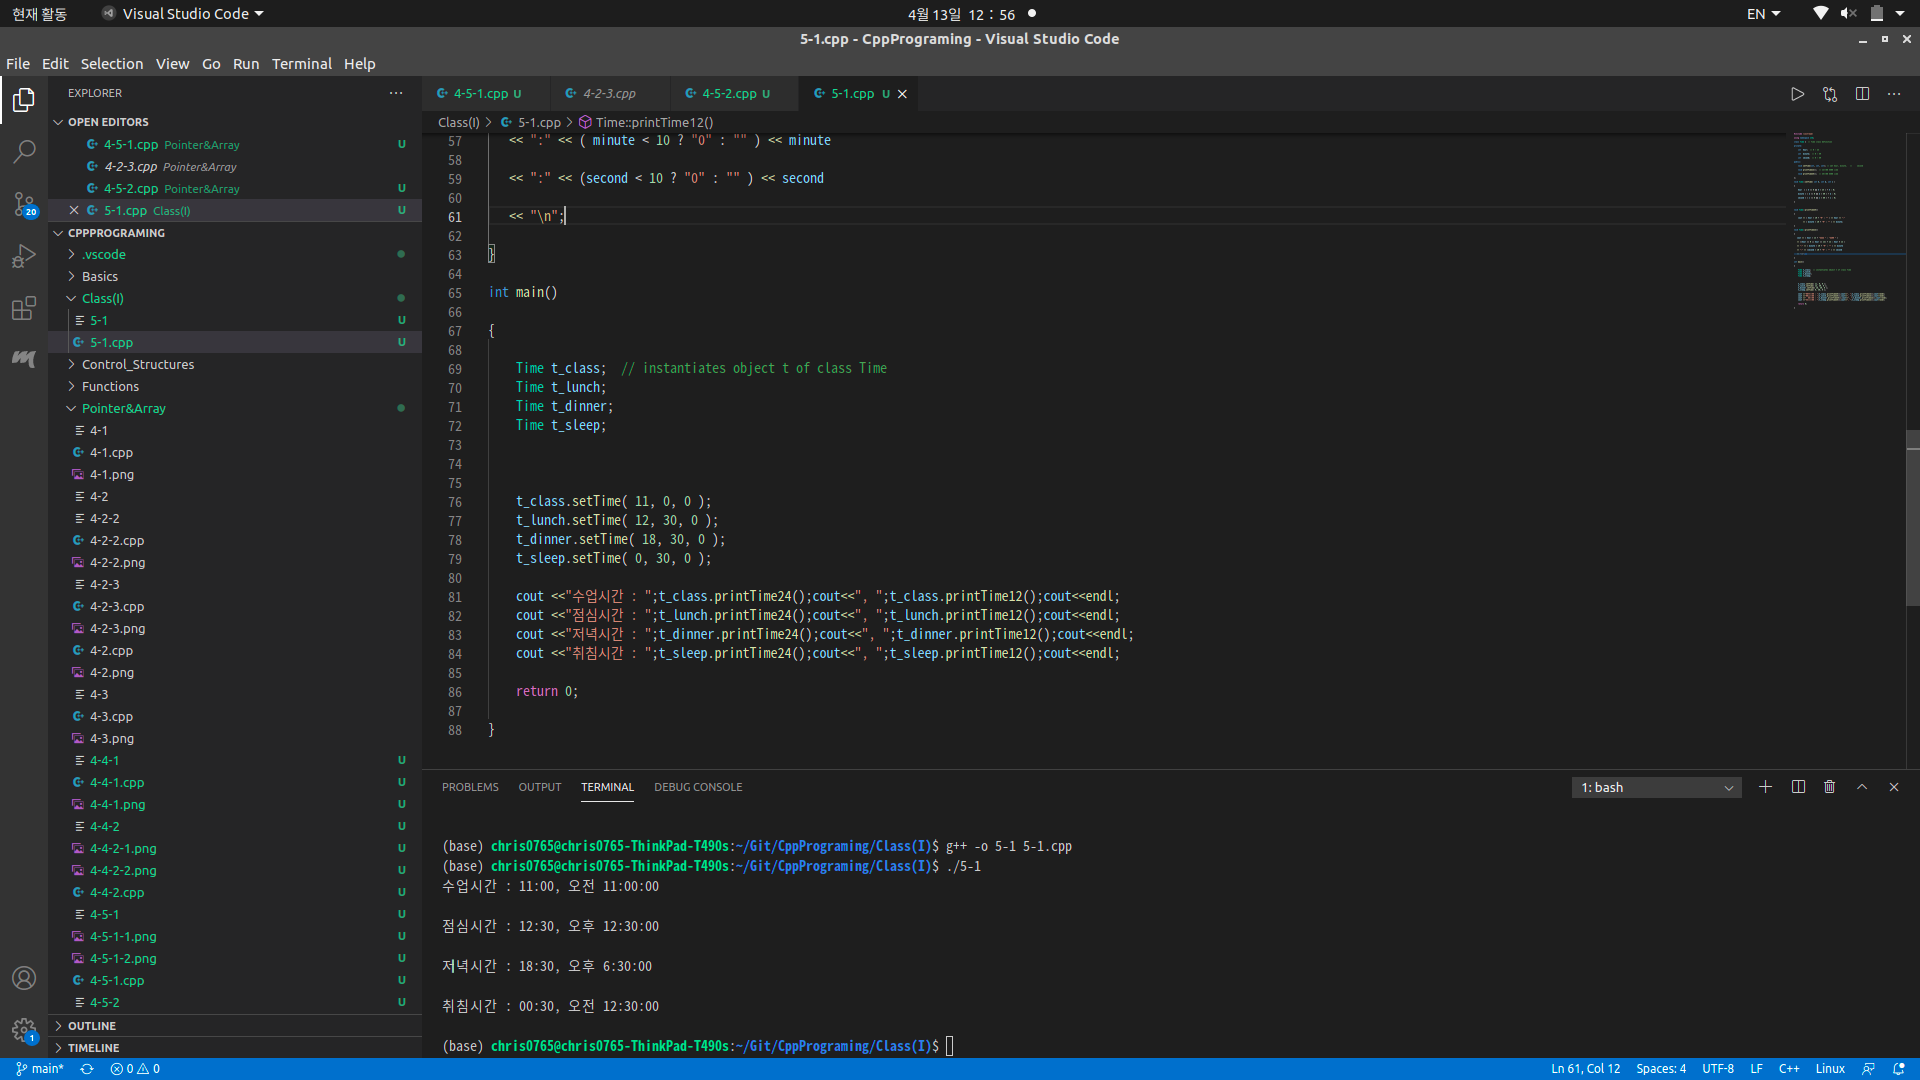 현재 활동
Visual Studio Code
4월 13일 12 : 56
EN
5-1.cpp - CppPrograming - Visual Studio Code
File Edit Selection View Go Run Terminal Help
EXPLORER
4-5-1.cpp U
4-2-3.cpp
4-5-2.cpp U
5-1.cpp U
Class(I) > 5-1.cpp > Time::printTime12()
OPEN EDITORS
4-5-1.cpp Pointer&Array U
4-2-3.cpp Pointer&Array
4-5-2.cpp Pointer&Array U
5-1.cpp Class(I) U
CPPPROGRAMING
.vscode
Basics
Class(I)
5-1 U
5-1.cpp U
Control_Structures
Functions
Pointer&Array
4-1
4-1.cpp
4-1.png
4-2
4-2-2
4-2-2.cpp
4-2-2.png
4-2-3
4-2-3.cpp
4-2-3.png
4-2.cpp
4-2.png
4-3
4-3.cpp
4-3.png
4-4-1 U
4-4-1.cpp U
4-4-1.png U
4-4-2 U
4-4-2-1.png U
4-4-2-2.png U
4-4-2.cpp U
4-5-1 U
4-5-1-1.png U
4-5-1-2.png U
4-5-1.cpp U
4-5-2 U
OUTLINE
TIMELINE
20
1
57 << ":" << ( minute < 10 ? "0" : "" ) << minute
58
59 << ":" << (second < 10 ? "0" : "" ) << second
60
61 << "\n";
62
63 }
64
65 int main()
66
67 {
68
69 Time t_class; // instantiates object t of class Time
70 Time t_lunch;
71 Time t_dinner;
72 Time t_sleep;
73
74
75
76 t_class.setTime( 11, 0, 0 );
77 t_lunch.setTime( 12, 30, 0 );
78 t_dinner.setTime( 18, 30, 0 );
79 t_sleep.setTime( 0, 30, 0 );
80
81 cout <<"수업시간 : ";t_class.printTime24();cout<<", ";t_class.printTime12();cout<<endl;
82 cout <<"점심시간 : ";t_lunch.printTime24();cout<<", ";t_lunch.printTime12();cout<<endl;
83 cout <<"저녁시간 : ";t_dinner.printTime24();cout<<", ";t_dinner.printTime12();cout<<endl;
84 cout <<"취침시간 : ";t_sleep.printTime24();cout<<", ";t_sleep.printTime12();cout<<endl;
85
86 return 0;
87
88 }
PROBLEMS OUTPUT TERMINAL DEBUG CONSOLE
1: bash
(base) chris0765@chris0765-ThinkPad-T490s:~/Git/CppPrograming/Class(I)$ g++ -o 5-1 5-1.cpp
(base) chris0765@chris0765-ThinkPad-T490s:~/Git/CppPrograming/Class(I)$ ./5-1
수업시간 : 11:00, 오전 11:00:00
점심시간 : 12:30, 오후 12:30:00
저녁시간 : 18:30, 오후 6:30:00
취침시간 : 00:30, 오전 12:30:00
(base) chris0765@chris0765-ThinkPad-T490s:~/Git/CppPrograming/Class(I)$
main* 0 0
Ln 61, Col 12 Spaces: 4 UTF-8 LF C++ Linux